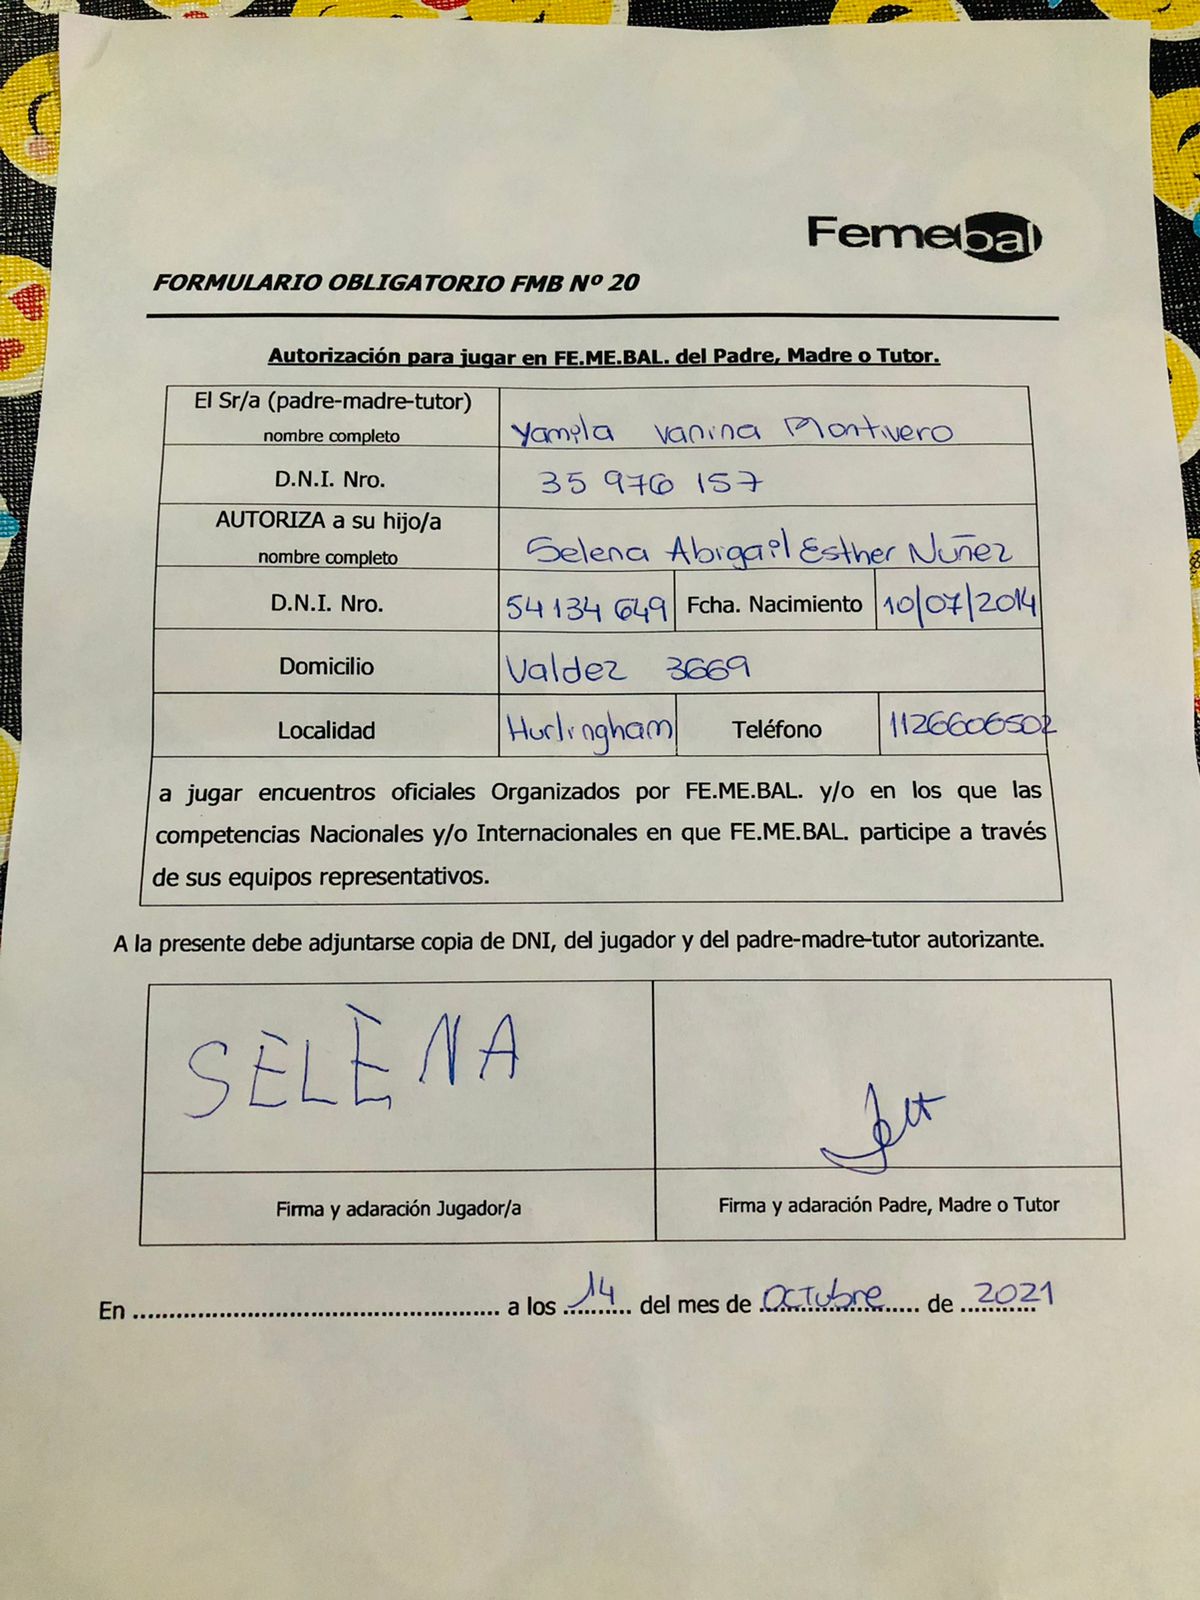 Femebal
FORMULARIO OBLIGATORIO FMB Nº 20
Autorización para jugar en FE.ME.BAL. del Padre, Madre o Tutor.
El Sr/a (padre-madre-tutor)
nombre completo
Yamila Vanina Montivero
D.N.I. Nro.
35 976 157
AUTORIZA a su hijo/a
nombre completo
Selena Abigail Esther Nuñez
D.N.I. Nro. 54 134 649 Fcha. Nacimiento 10/07/2014
Domicilio Valdez 3669
Localidad Hurlingham Teléfono 1126606502
a jugar encuentros oficiales Organizados por FE.ME.BAL. y/o en los que las
competencias Nacionales y/o Internacionales en que FE.ME.BAL. participe a través
de sus equipos representativos.
A la presente debe adjuntarse copia de DNI, del jugador y del padre-madre-tutor autorizante.
SELÈNA
Firma y aclaración Jugador/a Firma y aclaración Padre, Madre o Tutor
En .................................................. a los 14 del mes de Octubre de 2021